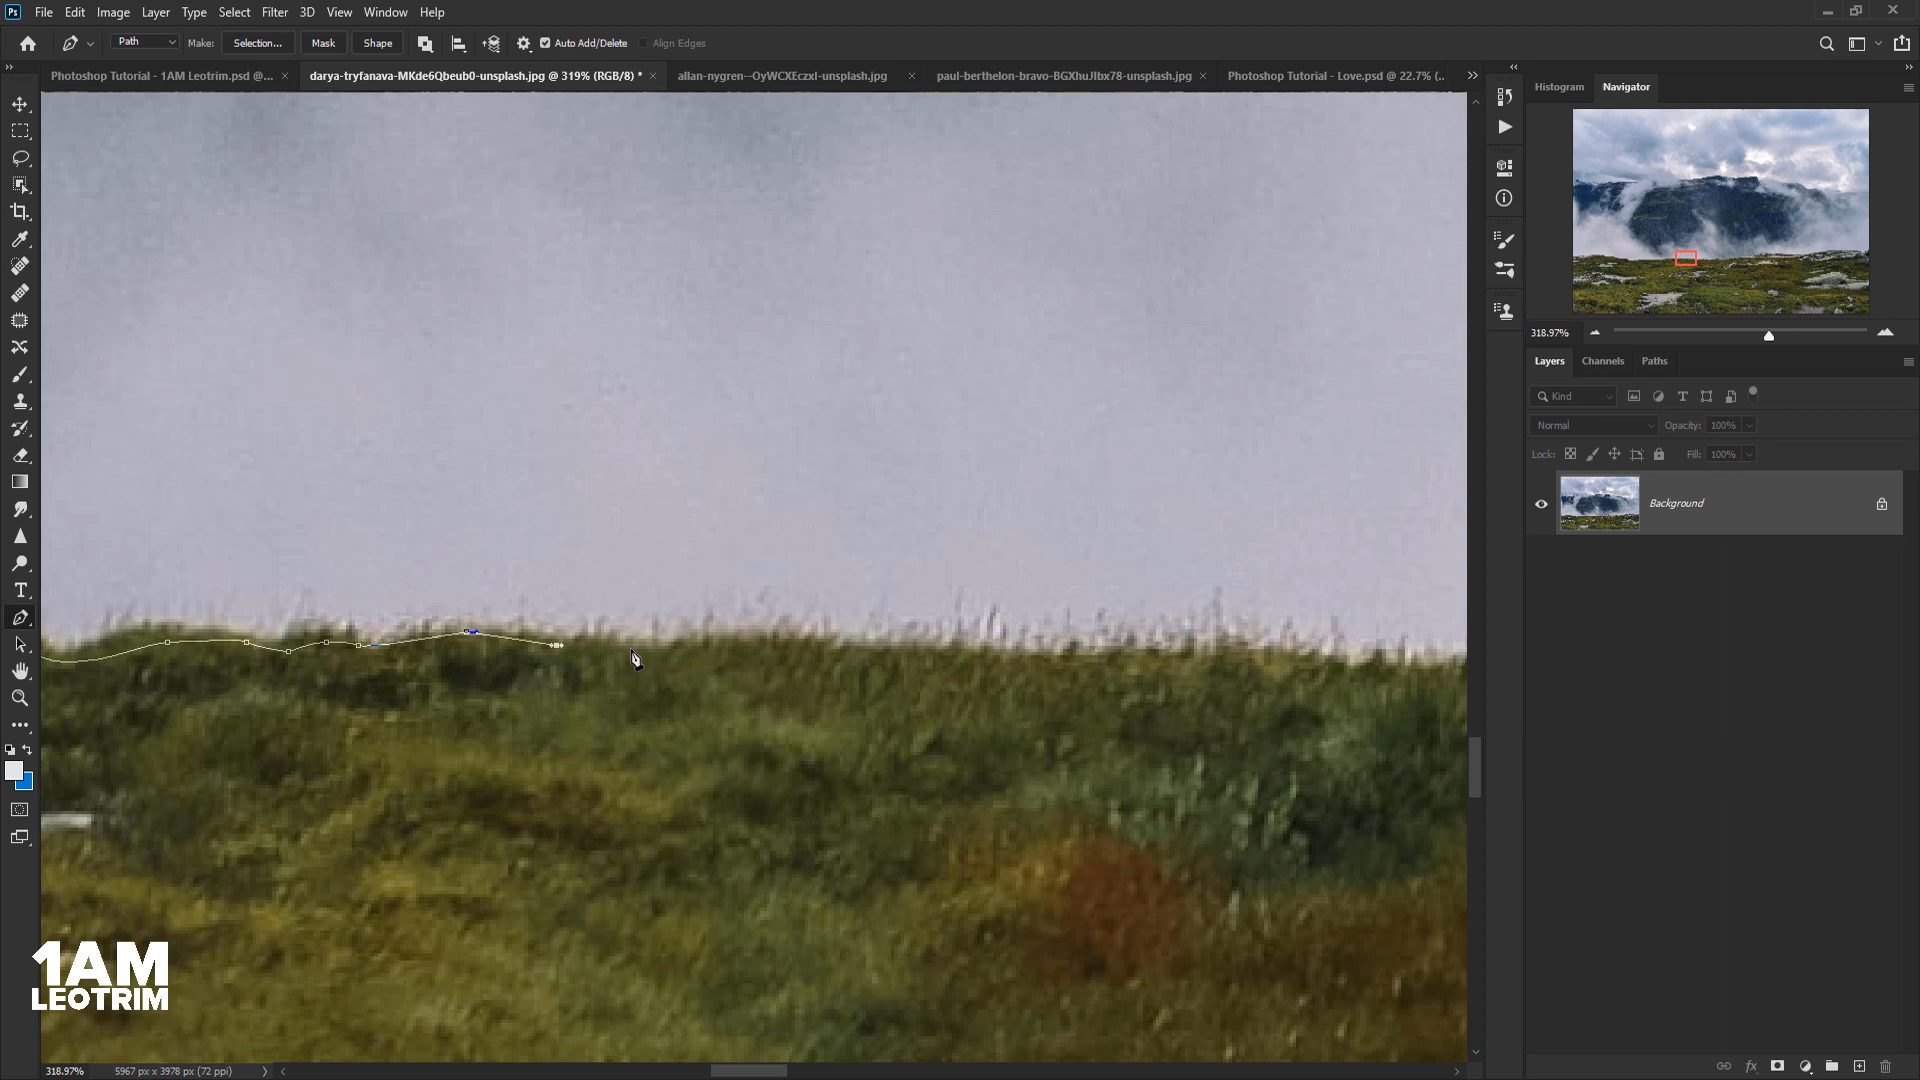 Ps File Edit Image Layer Type Select Filter 3D View Window Help
Path Make: Selection... Mask Shape Auto Add/Delete Align Edges
Photoshop Tutorial - 1AM Leotrim.psd @... darya-tryfanava-MKde6Qbeub0-unsplash.jpg @ 319% (RGB/8) * allan-nygren--OyWCXEczxI-unsplash.jpg paul-berthelon-bravo-BGXhuJIbx78-unsplash.jpg Photoshop Tutorial - Love.psd @ 22.7% (..
Histogram Navigator
318.97%
Layers Channels Paths
Kind
Normal Opacity: 100%
Lock: Fill: 100%
Background
1AM
LEOTRIM
318.97% 5967 px x 3978 px (72 ppi)